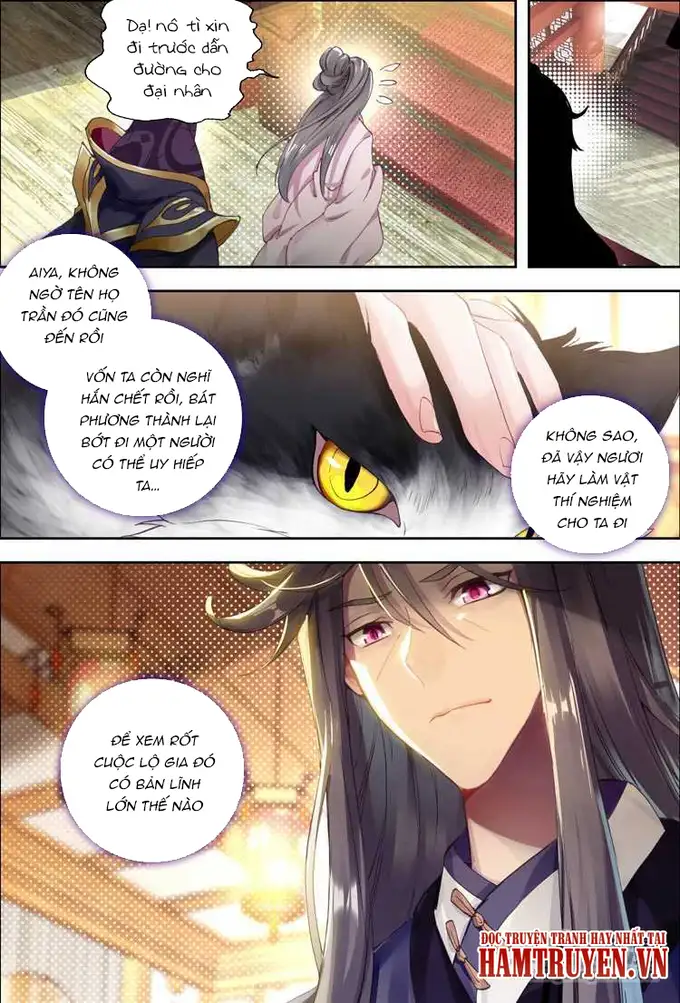 Dạ! nô tì xin
đi trước dẫn
đường cho
đại nhân
AIYA, KHÔNG
NGỜ TÊN HỌ
TRẦN ĐÓ CŨNG
ĐẾN RỒI
VỐN TA CÒN NGHĨ
HẮN CHẾT RỒI, BÁT
PHƯƠNG THÀNH LẠI
BỚT ĐI MỘT NGƯỜI
CÓ THỂ UY HIẾP
TA...
KHÔNG SAO,
ĐÃ VẬY NGƯƠI
HÃY LÀM VẬT
THÍ NGHIỆM
CHO TA ĐI
ĐỂ XEM RỐT
CUỘC LỘ GIA ĐÓ
CÓ BẢN LĨNH
LỚN THẾ NÀO
ĐỌC TRUYỆN TRANH HAY NHẤT TẠI
HAMTRUYEN.VN